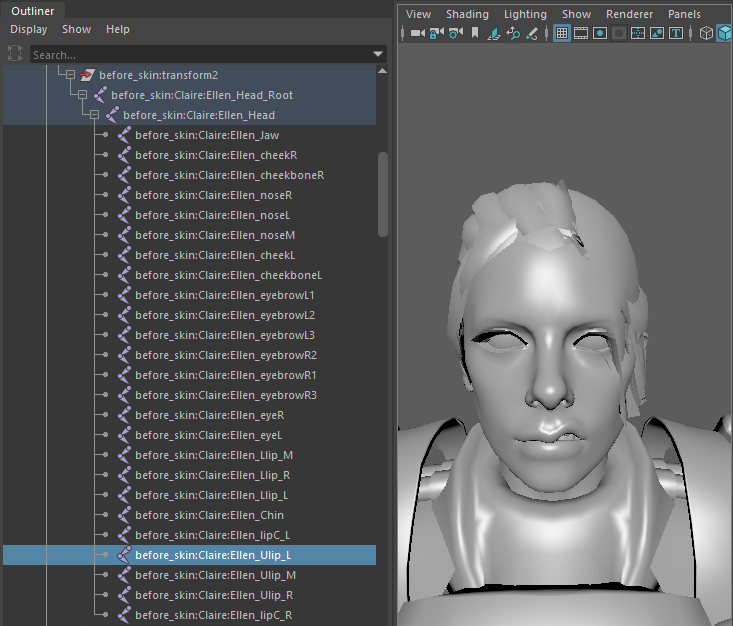 Outliner
Display Show Help
Search...
before_skin:transform2
before_skin:Claire:Ellen_Head_Root
before_skin:Claire:Ellen_Head
before_skin:Claire:Ellen_Jaw
before_skin:Claire:Ellen_cheekR
before_skin:Claire:Ellen_cheekboneR
before_skin:Claire:Ellen_noseR
before_skin:Claire:Ellen_noseL
before_skin:Claire:Ellen_noseM
before_skin:Claire:Ellen_cheekL
before_skin:Claire:Ellen_cheekboneL
before_skin:Claire:Ellen_eyebrowL1
before_skin:Claire:Ellen_eyebrowL2
before_skin:Claire:Ellen_eyebrowL3
before_skin:Claire:Ellen_eyebrowR2
before_skin:Claire:Ellen_eyebrowR1
before_skin:Claire:Ellen_eyebrowR3
before_skin:Claire:Ellen_eyeR
before_skin:Claire:Ellen_eyeL
before_skin:Claire:Ellen_Llip_M
before_skin:Claire:Ellen_Llip_R
before_skin:Claire:Ellen_Llip_L
before_skin:Claire:Ellen_Chin
before_skin:Claire:Ellen_lipC_L
before_skin:Claire:Ellen_Ulip_L
before_skin:Claire:Ellen_Ulip_M
before_skin:Claire:Ellen_Ulip_R
before_skin:Claire:Ellen_lipC_R
View Shading Lighting Show Renderer Panels